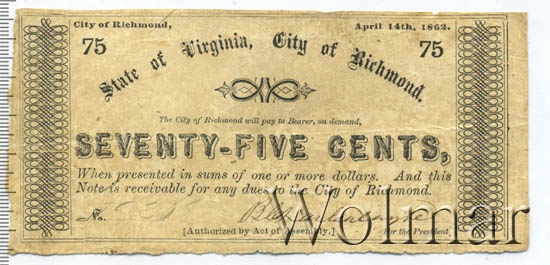 City of Richmond, April 14th, 1862.
75 75
State of Virginia, City of Richmond.
The City of Richmond will pay to Bearer, on demand,
SEVENTY-FIVE CENTS,
When presented in sums of one or more dollars. And this
Note is receivable for any dues to the City of Richmond.
No.
[Authorized by Act of Assembly.] For the President
Wolmar